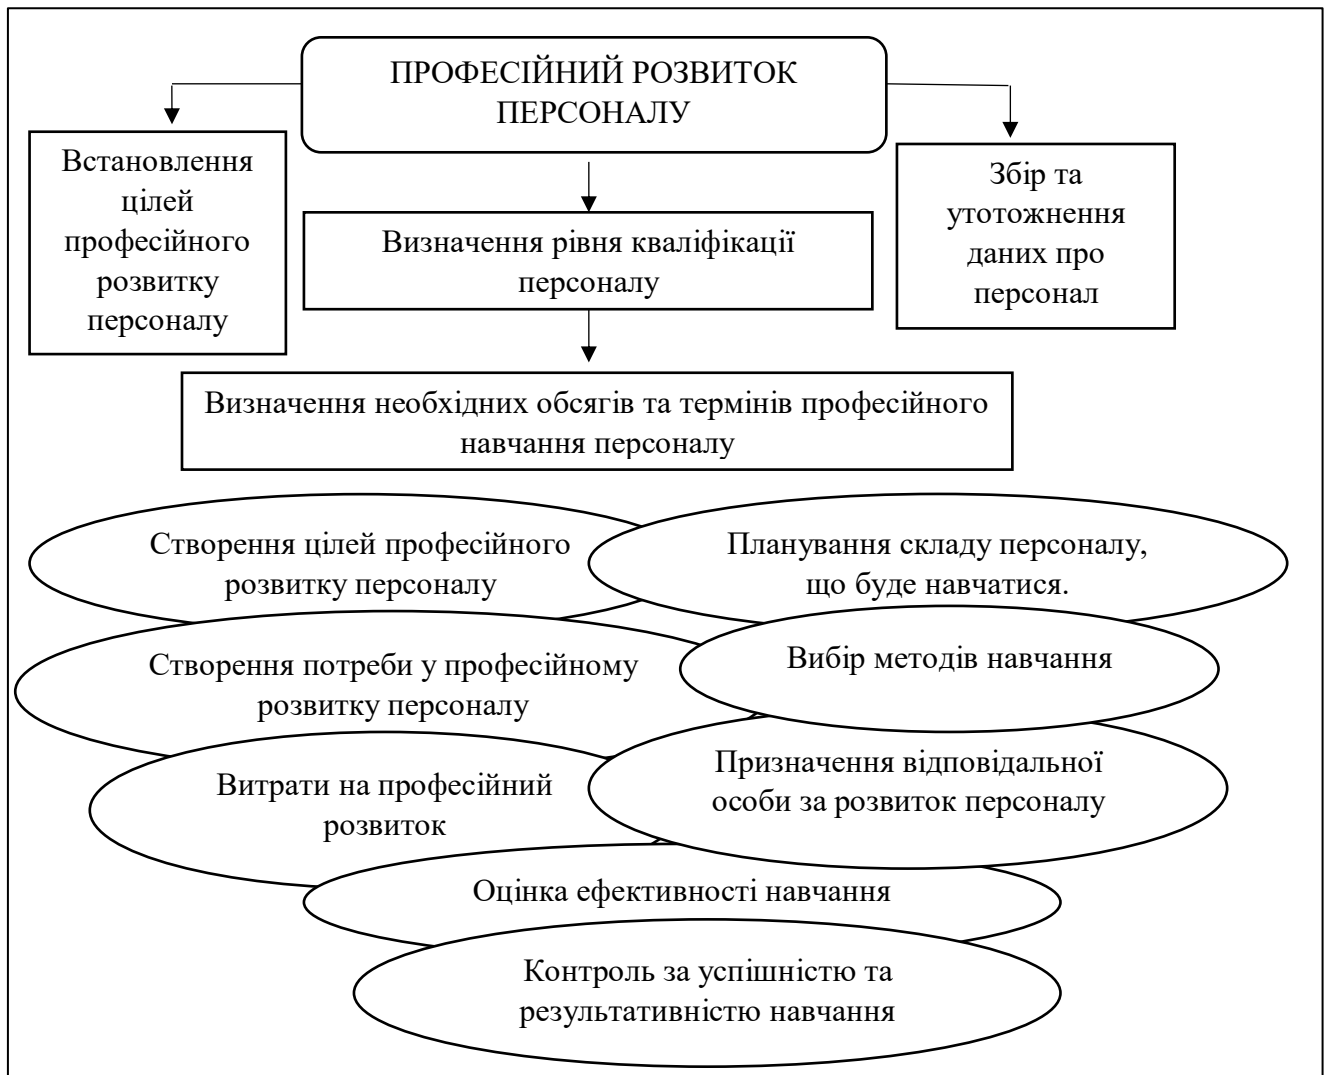 ПРОФЕСІЙНИЙ РОЗВИТОК
ПЕРСОНАЛУ
Встановлення
цілей
професійного
розвитку
персоналу
Визначення рівня кваліфікації
персоналу
Збір та
утотожнення
даних про
персонал
Визначення необхідних обсягів та термінів професійного
навчання персоналу
Створення цілей професійного
розвитку персоналу
Планування складу персоналу,
що буде навчатися.
Створення потреби у професійному
розвитку персоналу
Вибір методів навчання
Витрати на професійний
розвиток
Призначення відповідальної
особи за розвиток персоналу
Оцінка ефективності навчання
Контроль за успішністю та
результативністю навчання